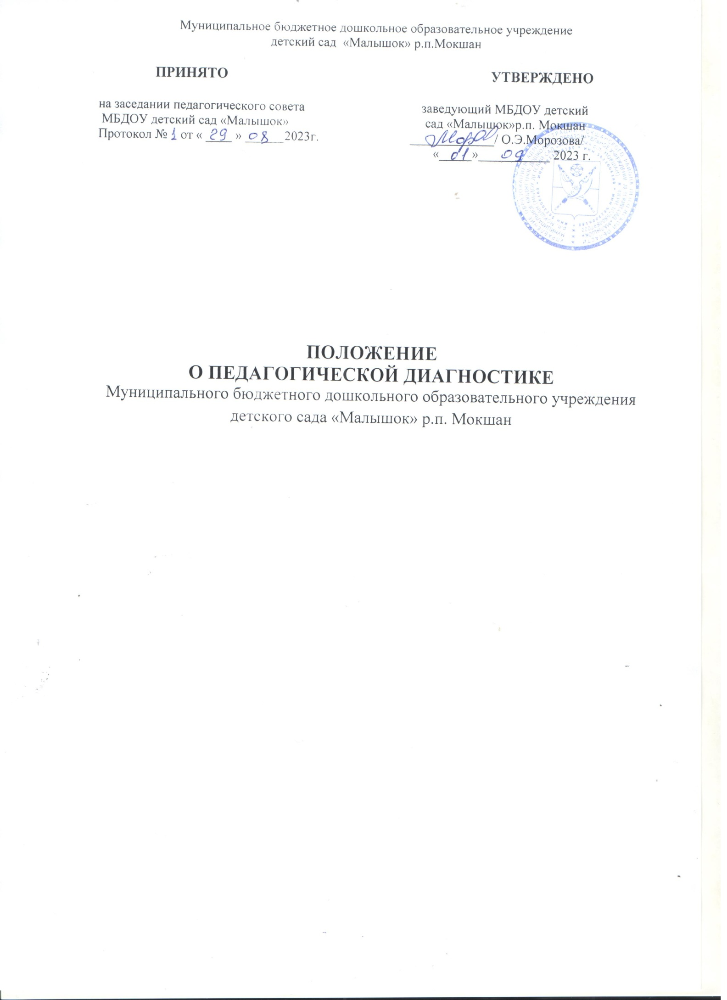 Муниципальное бюджетное дошкольное образовательное учреждение
детский сад «Малышок» р.п.Мокшан
ПРИНЯТО
на заседании педагогического совета
МБДОУ детский сад «Малышок»
Протокол № 1 от « 29 » 08 2023г.
УТВЕРЖДЕНО
заведующий МБДОУ детский
сад «Малышок»р.п. Мокшан
/ О.Э.Морозова/
«01» 09 2023 г.
ПОЛОЖЕНИЕ
О ПЕДАГОГИЧЕСКОЙ ДИАГНОСТИКЕ
Муниципального бюджетного дошкольного образовательного учреждения
детского сада «Малышок» р.п. Мокшан